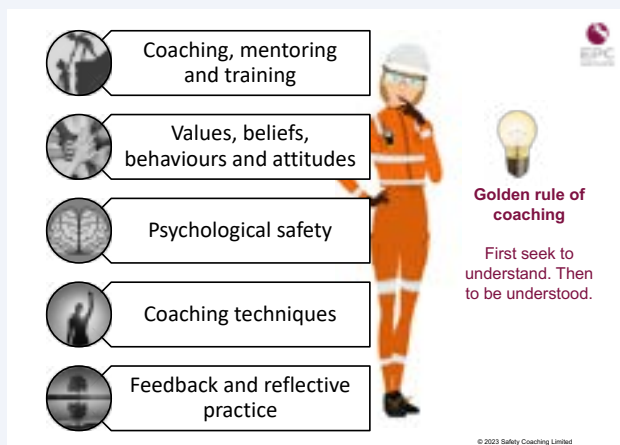 Coaching, mentoring
and training
Values, beliefs,
behaviours and attitudes
Psychological safety
Coaching techniques
Feedback and reflective
practice
EPC
Golden rule of
coaching
First seek to
understand. Then
to be understood.
© 2023 Safety Coaching Limited